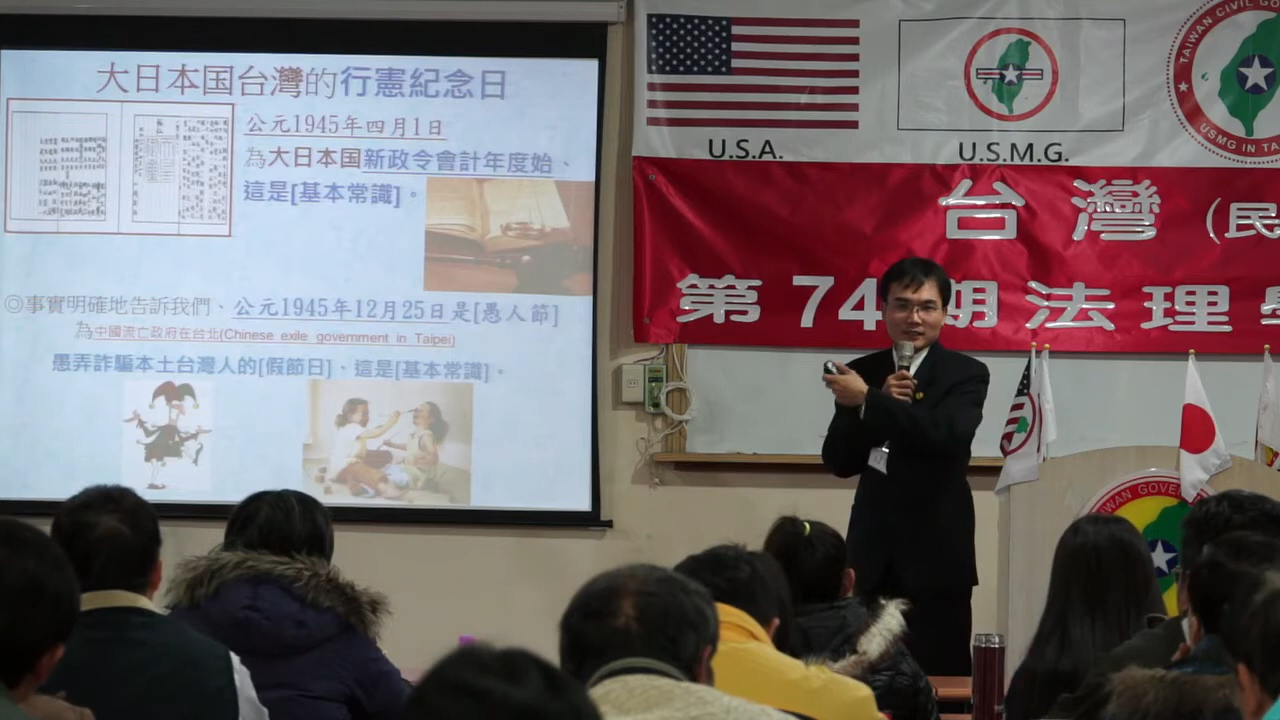 大日本国台灣的行憲紀念日
公元1945年四月1日
為大日本国新政令會計年度始、
這是[基本常識]。
◎事實明確地告訴我們、公元1945年12月25日是[愚人節]
為中國流亡政府在台北(Chinese exile government in Taipei)
愚弄詐騙本土台灣人的[假節日]、這是[基本常識]。
U.S.A.
U.S.M.G.
TAIWAN CIVIL GO
USMG IN TA
台灣(民
第74期法理學
TAIWAN GOVER